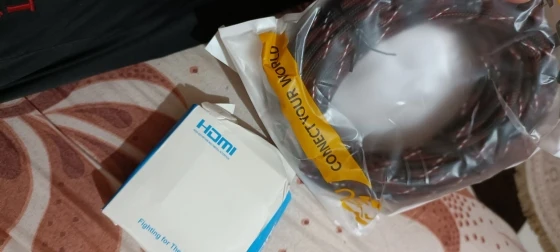 CONNECT YOUR WORLD
HDMI
Fighting for The